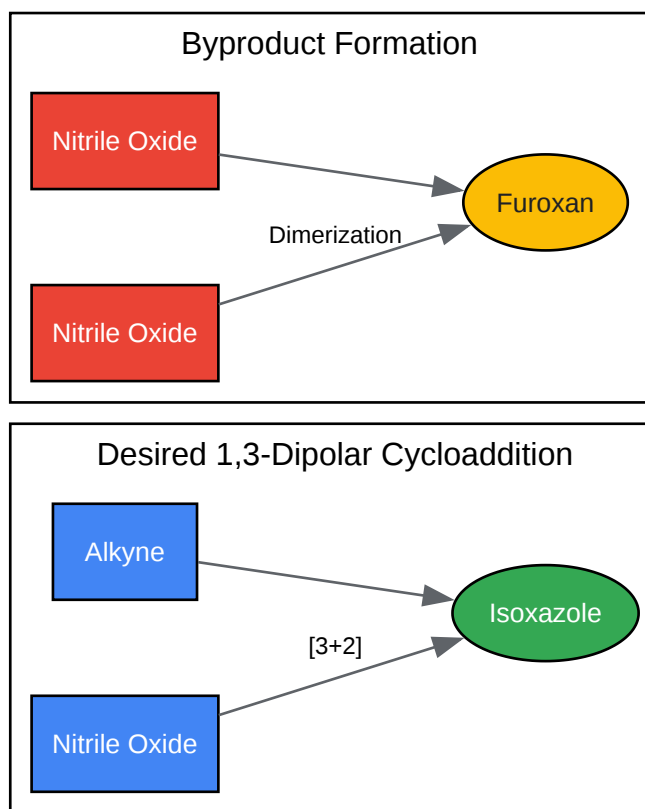 Byproduct Formation
Nitrile Oxide
Furoxan
Dimerization
Nitrile Oxide
Desired 1,3-Dipolar Cycloaddition
Alkyne
Isoxazole
[3+2]
Nitrile Oxide